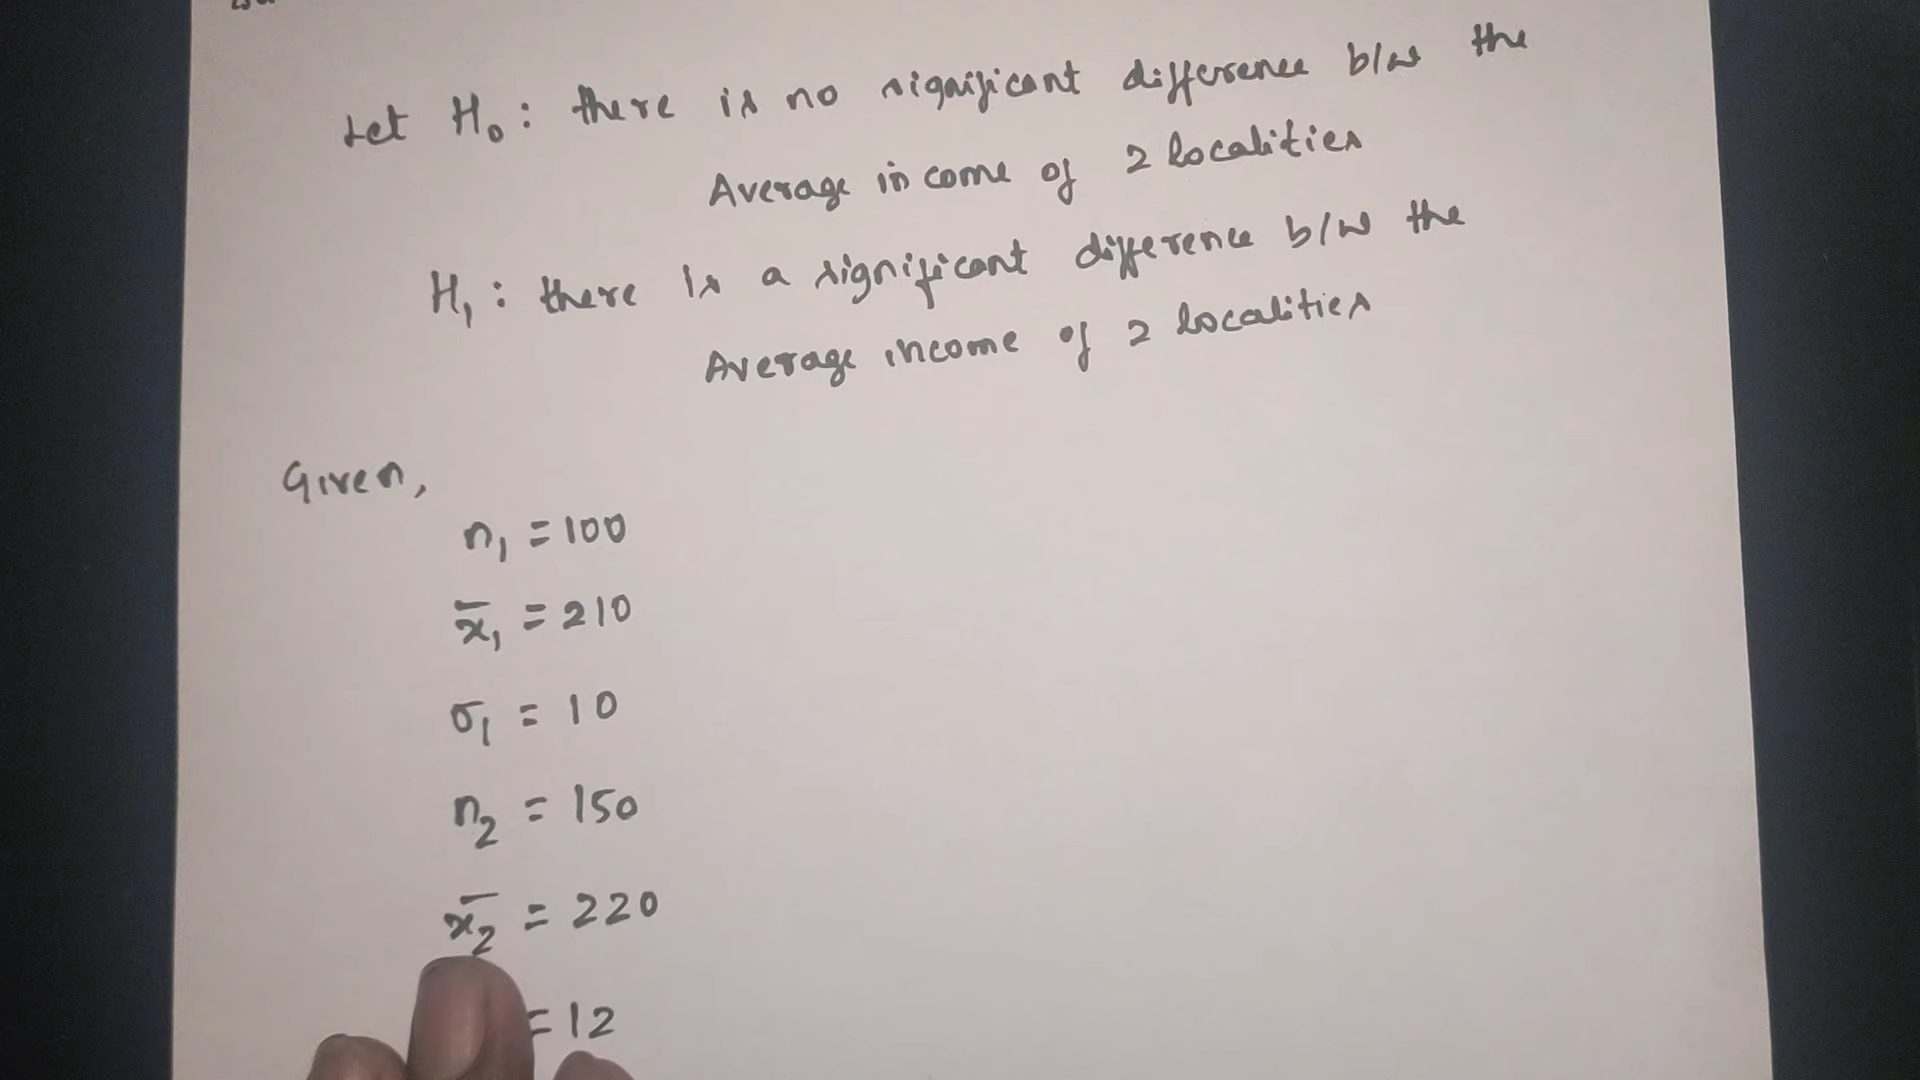 Let H₀ : there is no significant difference b/w the
Average income of 2 localities
H₁ : there is a significant difference b/w the
Average income of 2 localities
Given,
n₁ = 100
x̄₁ = 210
σ₁ = 10
n₂ = 150
x̄₂ = 220
= 12